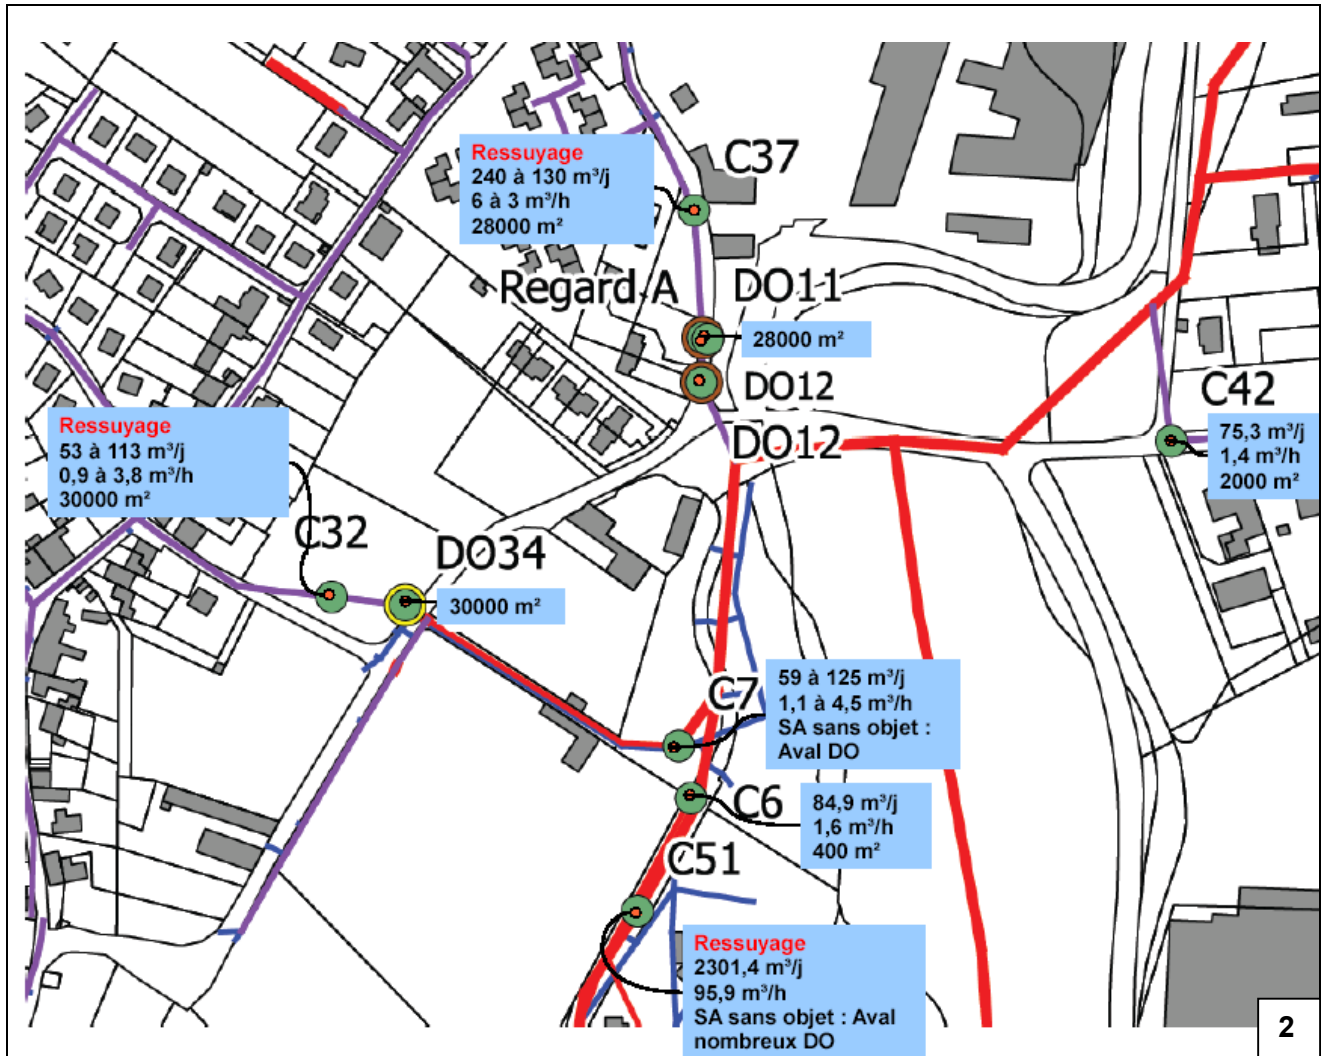 C37
Ressuyage
240 à 130 m³/j
6 à 3 m³/h
28000 m²
Regard A
DO11
28000 m²
DO12
DO12
C42
75,3 m³/j
1,4 m³/h
2000 m²
Ressuyage
53 à 113 m³/j
0,9 à 3,8 m³/h
30000 m²
C32
DO34
30000 m²
C7
59 à 125 m³/j
1,1 à 4,5 m³/h
SA sans objet :
Aval DO
C6
84,9 m³/j
1,6 m³/h
400 m²
C51
Ressuyage
2301,4 m³/j
95,9 m³/h
SA sans objet : Aval
nombreux DO
2